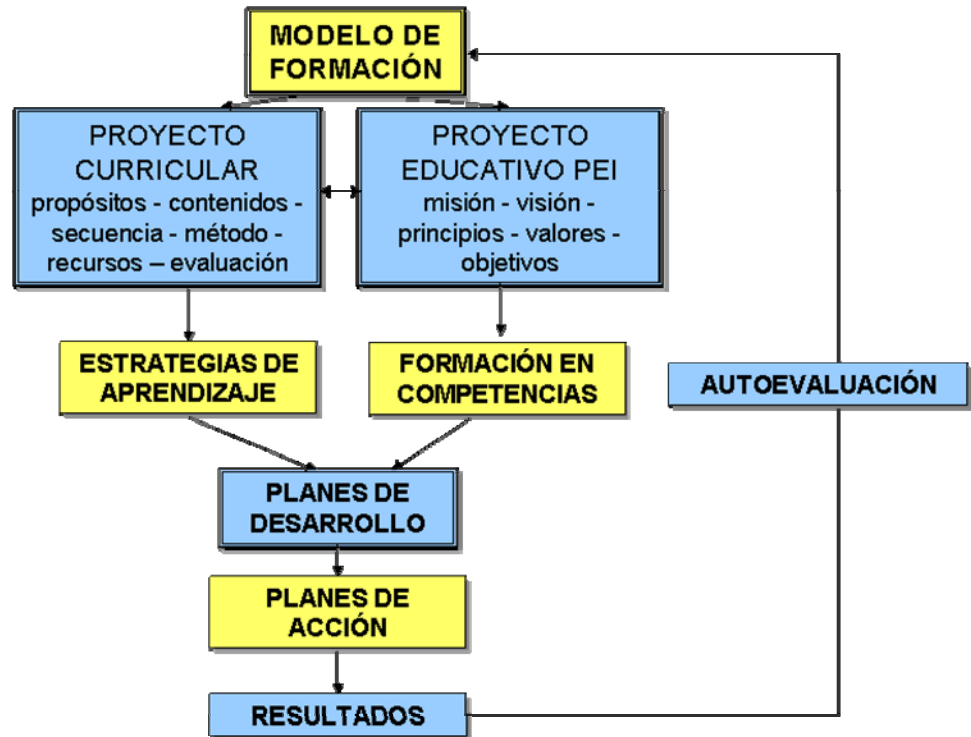 MODELO DE
FORMACIÓN
PROYECTO
CURRICULAR
propósitos - contenidos -
secuencia - método -
recursos – evaluación
PROYECTO
EDUCATIVO PEI
misión - visión -
principios - valores -
objetivos
ESTRATEGIAS DE
APRENDIZAJE
FORMACIÓN EN
COMPETENCIAS
AUTOEVALUACIÓN
PLANES DE
DESARROLLO
PLANES DE
ACCIÓN
RESULTADOS